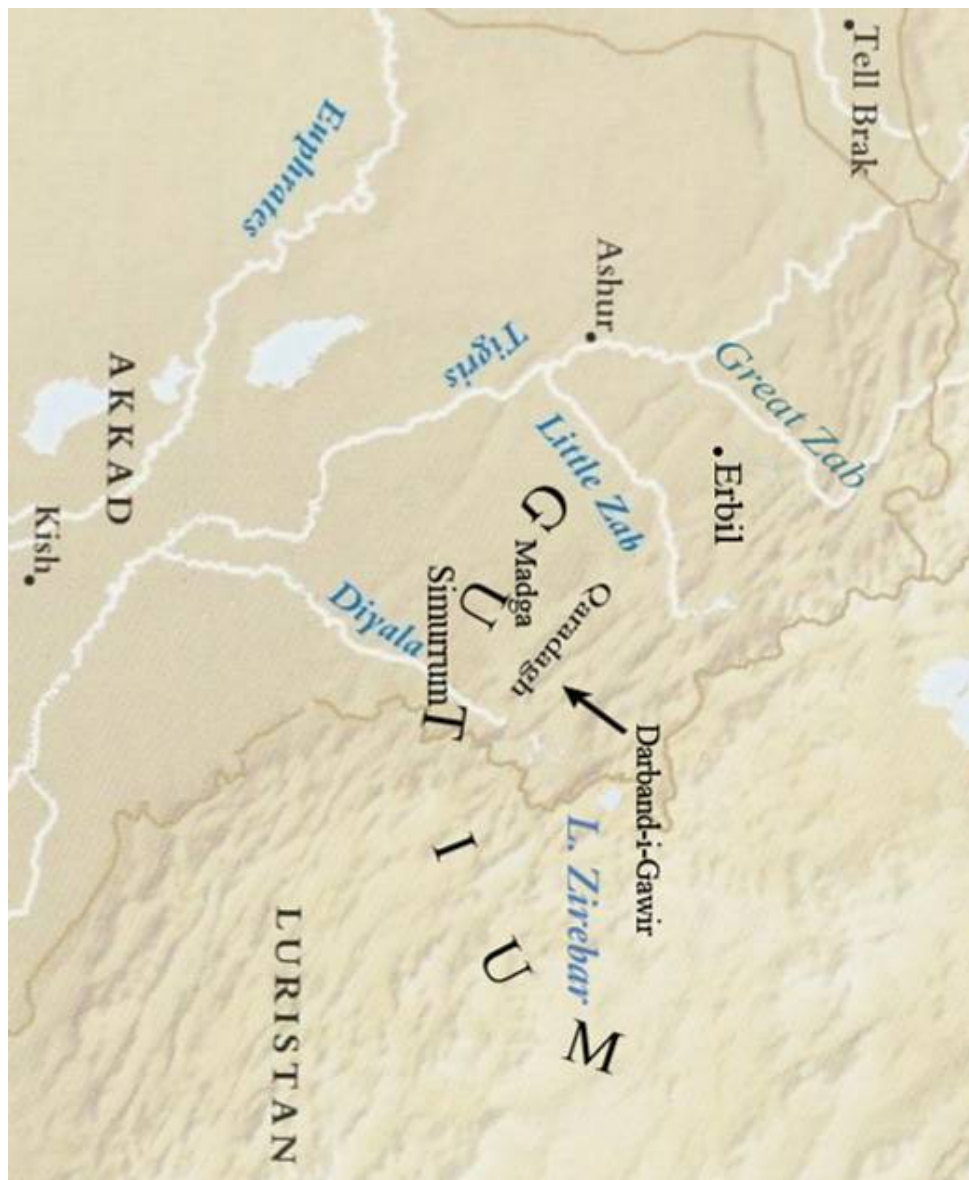 Tell Brak
Great Zab
Erbil
Darband-i-Gawir
Ashur
Little Zab
L. Zirebar
Qaradagh
GUTIUM
Madga
Tigris
Simurrum
Diyala
Euphrates
LURISTAN
AKKAD
Kish